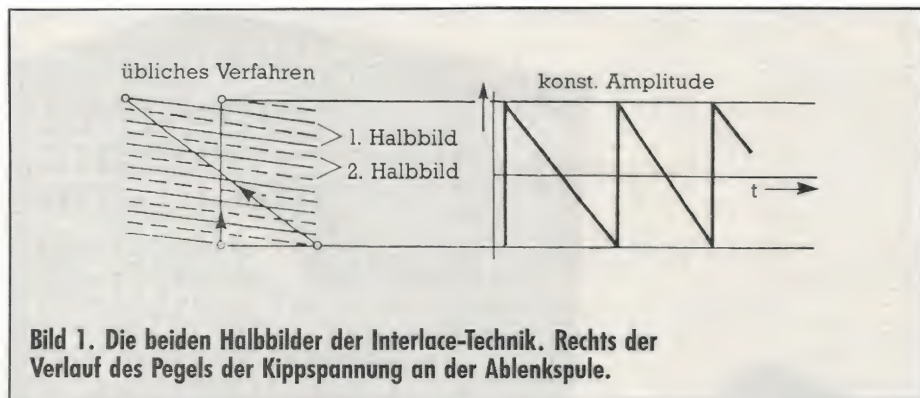 übliches Verfahren
1. Halbbild
2. Halbbild
konst. Amplitude
t
Bild 1. Die beiden Halbbilder der Interlace-Technik. Rechts der
Verlauf des Pegels der Kippspannung an der Ablenkspule.